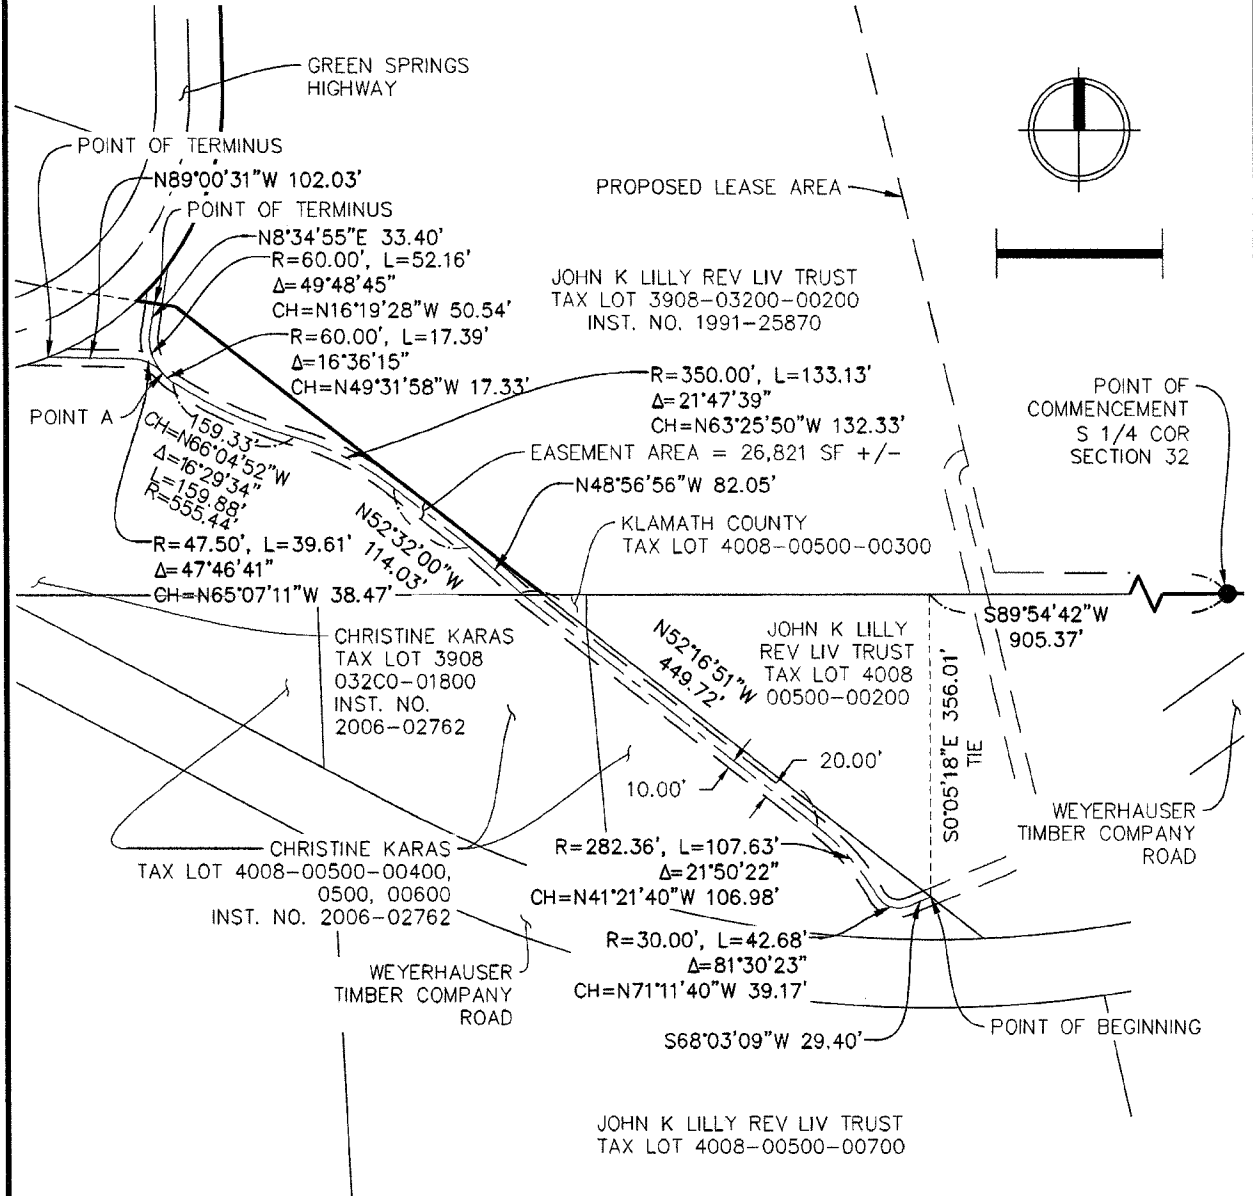 GREEN SPRINGS
HIGHWAY
POINT OF TERMINUS
N89°00'31"W 102.03'
POINT OF TERMINUS
N8°34'55"E 33.40'
R=60.00', L=52.16'
Δ=49°48'45"
CH=N16°19'28"W 50.54'
R=60.00', L=17.39'
Δ=16°36'15"
CH=N49°31'58"W 17.33'
PROPOSED LEASE AREA
JOHN K LILLY REV LIV TRUST
TAX LOT 3908-03200-00200
INST. NO. 1991-25870
R=350.00', L=133.13'
Δ=21°47'39"
CH=N63°25'50"W 132.33'
POINT OF
COMMENCEMENT
S 1/4 COR
SECTION 32
POINT A
159.33'
CH=N66°04'52"W
Δ=16°29'34"
L=159.88'
R=555.44'
EASEMENT AREA = 26,821 SF +/-
N48°56'56"W 82.05'
N52°32'00"W
114.03'
KLAMATH COUNTY
TAX LOT 4008-00500-00300
R=47.50', L=39.61'
Δ=47°46'41"
CH=N65°07'11"W 38.47'
S89°54'42"W
905.37'
CHRISTINE KARAS
TAX LOT 3908
032C0-01800
INST. NO.
2006-02762
N52°16'51"W
449.72'
JOHN K LILLY
REV LIV TRUST
TAX LOT 4008
00500-00200
S0°05'18"E 356.01'
TIE
20.00'
10.00'
WEYERHAUSER
TIMBER COMPANY
ROAD
CHRISTINE KARAS
TAX LOT 4008-00500-00400,
0500, 00600
INST. NO. 2006-02762
R=282.36', L=107.63'
Δ=21°50'22"
CH=N41°21'40"W 106.98'
R=30.00', L=42.68'
Δ=81°30'23"
CH=N71°11'40"W 39.17'
WEYERHAUSER
TIMBER COMPANY
ROAD
S68°03'09"W 29.40'
POINT OF BEGINNING
JOHN K LILLY REV LIV TRUST
TAX LOT 4008-00500-00700